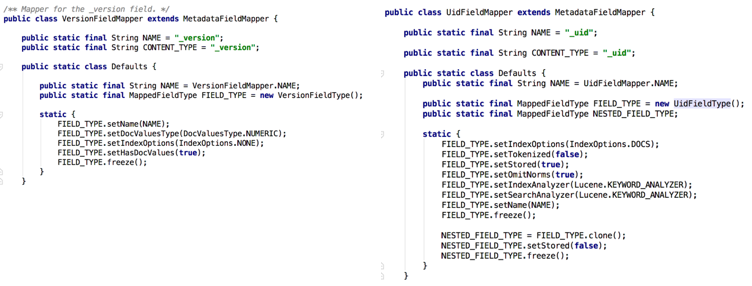 /** Mapper for the _version field. */
public class VersionFieldMapper extends MetadataFieldMapper {
public static final String NAME = "_version";
public static final String CONTENT_TYPE = "_version";
public static class Defaults {
public static final String NAME = VersionFieldMapper.NAME;
public static final MappedFieldType FIELD_TYPE = new VersionFieldType();
static {
FIELD_TYPE.setName(NAME);
FIELD_TYPE.setDocValuesType(DocValuesType.NUMERIC);
FIELD_TYPE.setIndexOptions(IndexOptions.NONE);
FIELD_TYPE.setHasDocValues(true);
FIELD_TYPE.freeze();
}
}
public class UidFieldMapper extends MetadataFieldMapper {
public static final String NAME = "_uid";
public static final String CONTENT_TYPE = "_uid";
public static class Defaults {
public static final String NAME = UidFieldMapper.NAME;
public static final MappedFieldType FIELD_TYPE = new UidFieldType();
public static final MappedFieldType NESTED_FIELD_TYPE;
static {
FIELD_TYPE.setIndexOptions(IndexOptions.DOCS);
FIELD_TYPE.setTokenized(false);
FIELD_TYPE.setStored(true);
FIELD_TYPE.setOmitNorms(true);
FIELD_TYPE.setIndexAnalyzer(Lucene.KEYWORD_ANALYZER);
FIELD_TYPE.setSearchAnalyzer(Lucene.KEYWORD_ANALYZER);
FIELD_TYPE.setName(NAME);
FIELD_TYPE.freeze();
NESTED_FIELD_TYPE = FIELD_TYPE.clone();
NESTED_FIELD_TYPE.setStored(false);
NESTED_FIELD_TYPE.freeze();
}
}